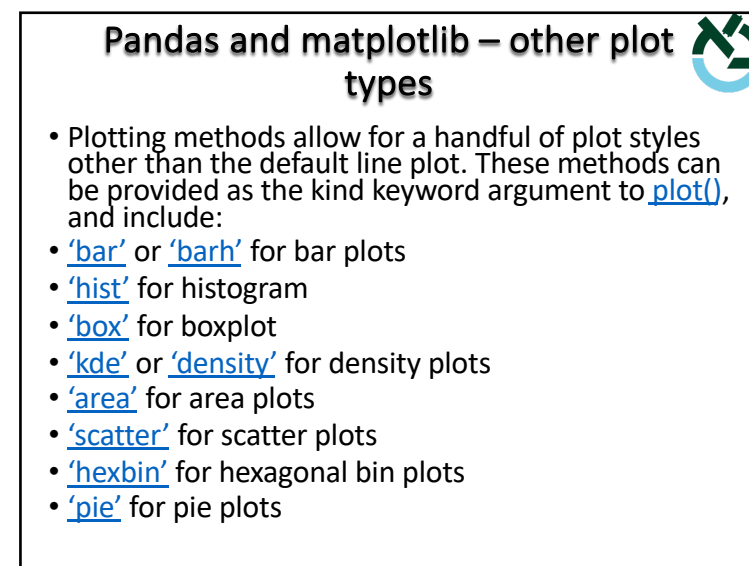 Pandas and matplotlib – other plot
types
• Plotting methods allow for a handful of plot styles
other than the default line plot. These methods can
be provided as the kind keyword argument to plot(),
and include:
• ‘bar’ or ‘barh’ for bar plots
• ‘hist’ for histogram
• ‘box’ for boxplot
• ‘kde’ or ‘density’ for density plots
• ‘area’ for area plots
• ‘scatter’ for scatter plots
• ‘hexbin’ for hexagonal bin plots
• ‘pie’ for pie plots